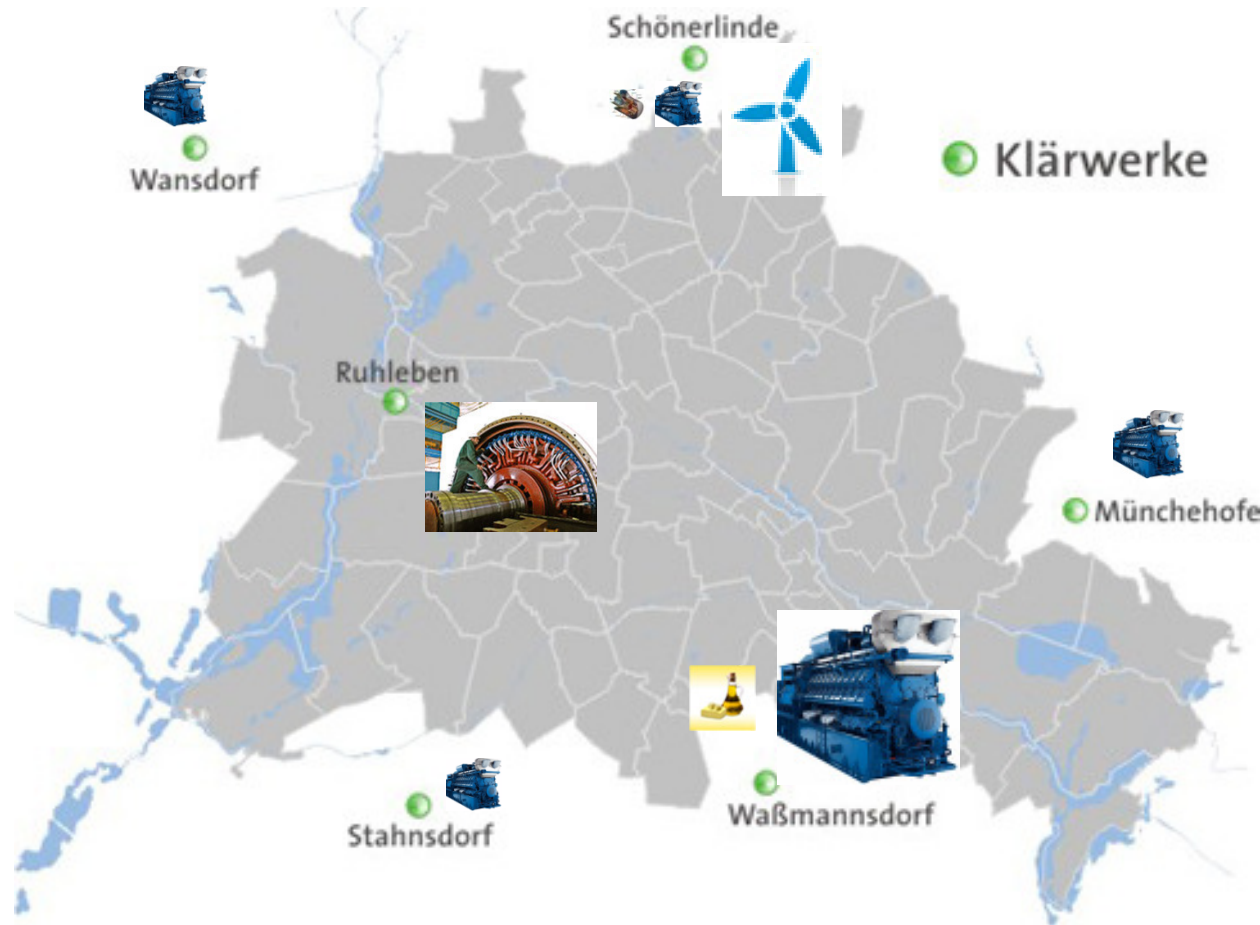 Schönerlinde
Wansdorf
Klärwerke
Ruhleben
Münchehofe
Waßmannsdorf
Stahnsdorf